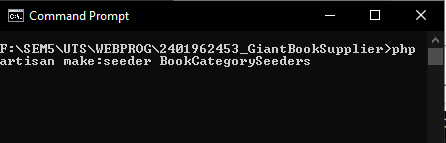 Command Prompt
F:\SEM5\UTS\WEBPROG\2401962453_GiantBookSupplier>php
artisan make:seeder BookCategorySeeders